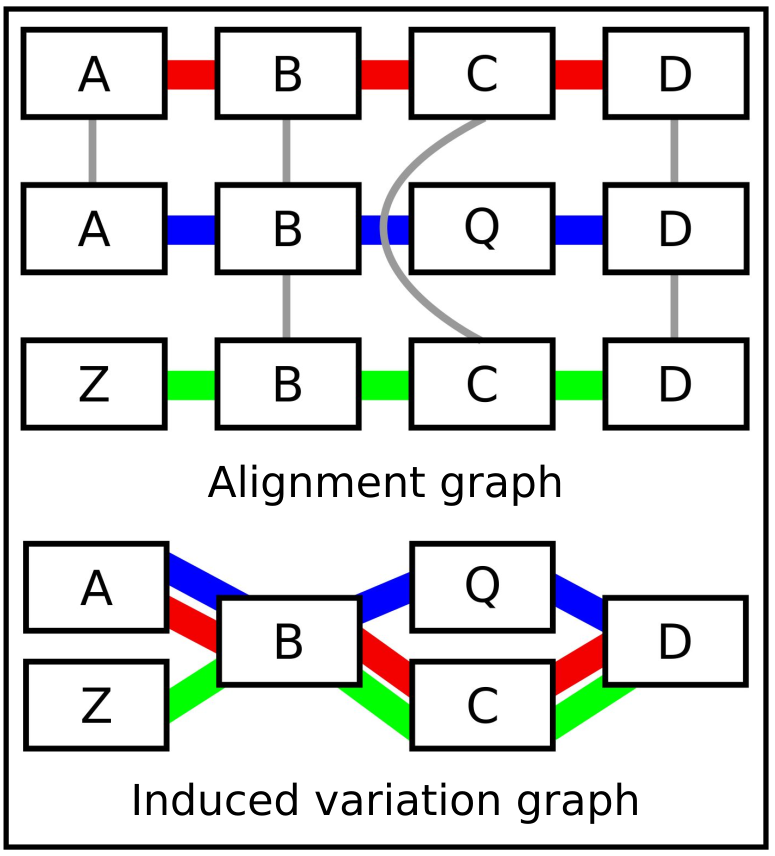 A B C D
A B Q D
Z B C D
Alignment graph
A Q
B D
Z C
Induced variation graph